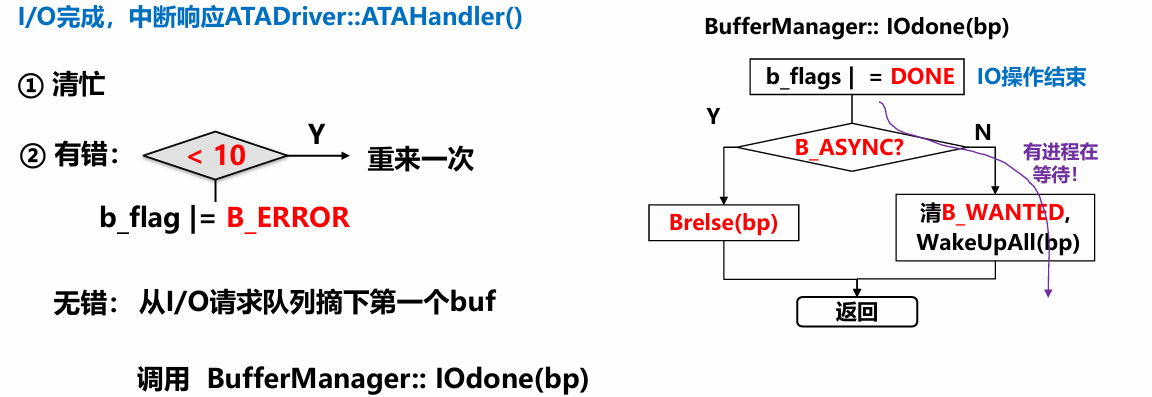 I/O完成，中断响应ATADriver::ATAHandler()
① 清忙
② 有错：
< 10
Y
重来一次
b_flag |= B_ERROR
无错： 从I/O请求队列摘下第一个buf
调用 BufferManager:: IOdone(bp)
BufferManager:: IOdone(bp)
b_flags | = DONE
IO操作结束
Y
B_ASYNC?
N
有进程在
等待！
Brelse(bp)
清B_WANTED,
WakeUpAll(bp)
返回